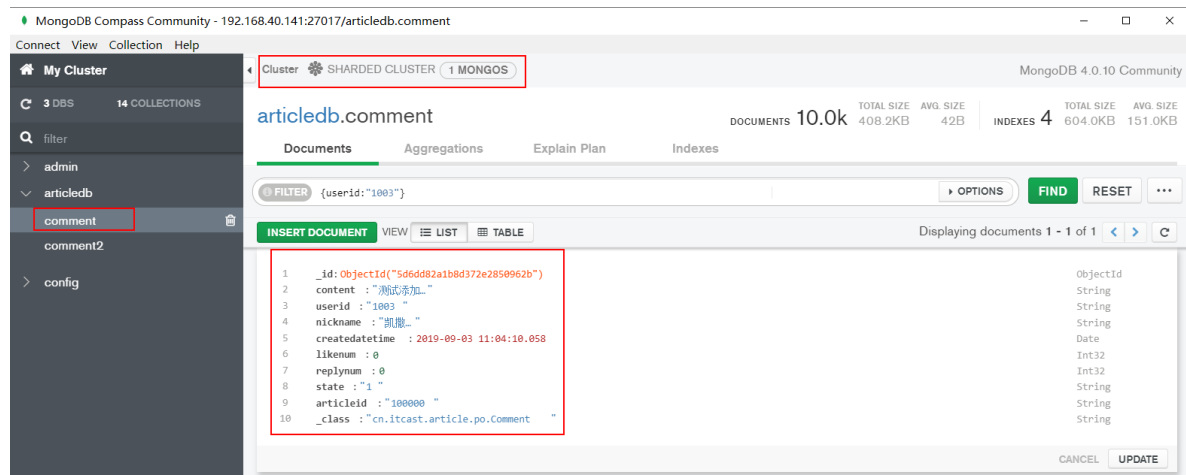 MongoDB Compass Community - 192.168.40.141:27017/articledb.comment
Connect View Collection Help
My Cluster
Cluster SHARDED CLUSTER 1 MONGOS
MongoDB 4.0.10 Community
3 DBS 14 COLLECTIONS
articledb.comment
DOCUMENTS 10.0k TOTAL SIZE 408.2KB AVG. SIZE 42B INDEXES 4 TOTAL SIZE 604.0KB AVG. SIZE 151.0KB
filter
Documents Aggregations Explain Plan Indexes
admin
articledb
FILTER {userid:"1003"} OPTIONS FIND RESET ...
comment
INSERT DOCUMENT VIEW LIST TABLE Displaying documents 1 - 1 of 1
comment2
config
1 _id:ObjectId("5d6dd82a1b8d372e2850962b") ObjectId
2 content :"测试添加…" String
3 userid :"1003 " String
4 nickname :"凯撒… " String
5 createdatetime :2019-09-03 11:04:10.058 Date
6 likenum :0 Int32
7 replynum :0 Int32
8 state :"1 " String
9 articleid :"100000 " String
10 _class :"cn.itcast.article.po.Comment " String
CANCEL UPDATE